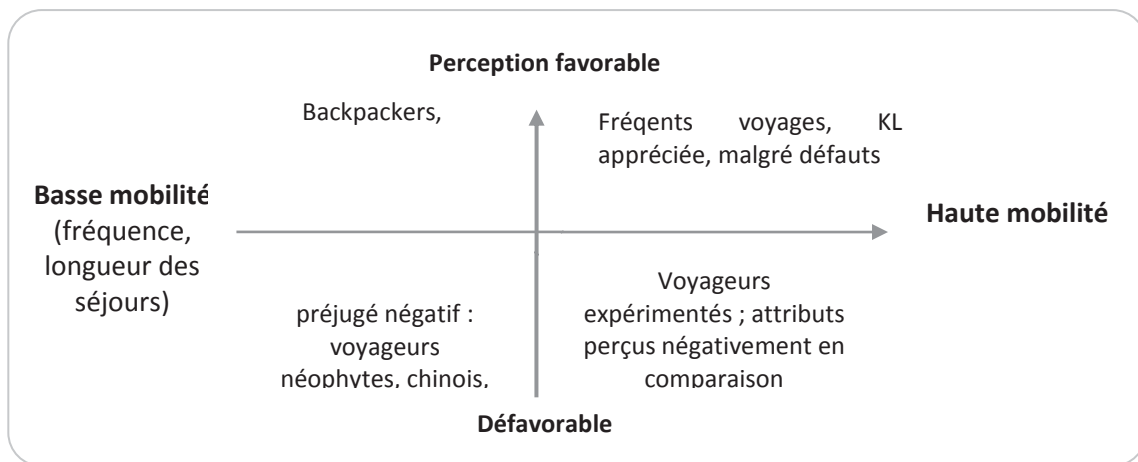 Perception favorable
Backpackers,
Fréqents voyages, KL
appréciée, malgré défauts
Basse mobilité
(fréquence,
longueur des
séjours)
Haute mobilité
préjugé négatif :
voyageurs
néophytes, chinois,
Voyageurs
expérimentés ; attributs
perçus négativement en
comparaison
Défavorable